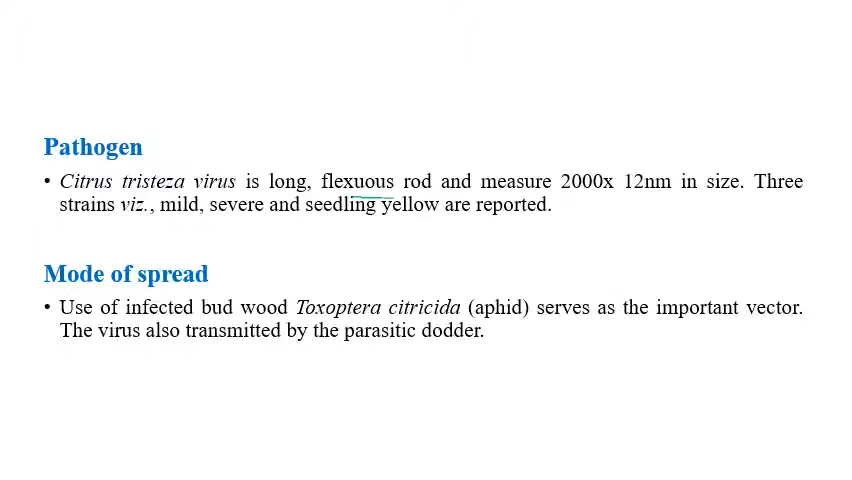 Pathogen
• Citrus tristeza virus is long, flexuous rod and measure 2000x 12nm in size. Three
strains viz., mild, severe and seedling yellow are reported.
Mode of spread
• Use of infected bud wood Toxoptera citricida (aphid) serves as the important vector.
The virus also transmitted by the parasitic dodder.